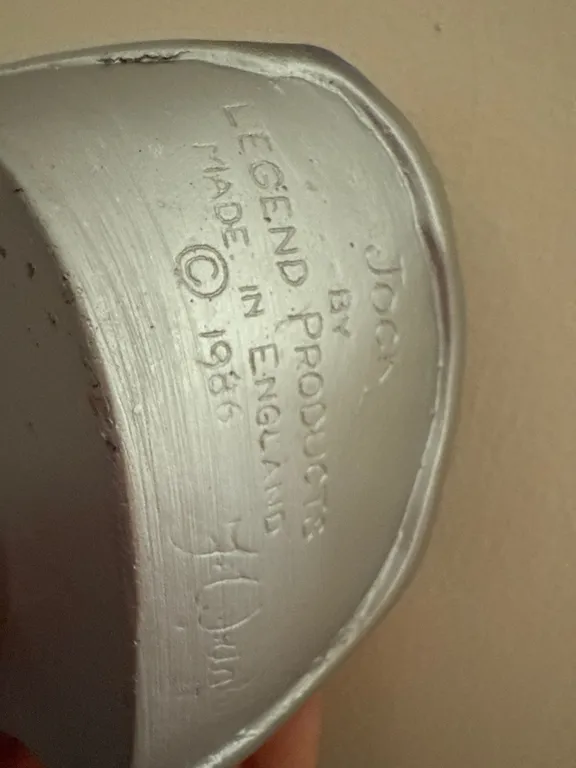 JOCK
BY
LEGEND PRODUCTS
MADE IN ENGLAND
© 1986